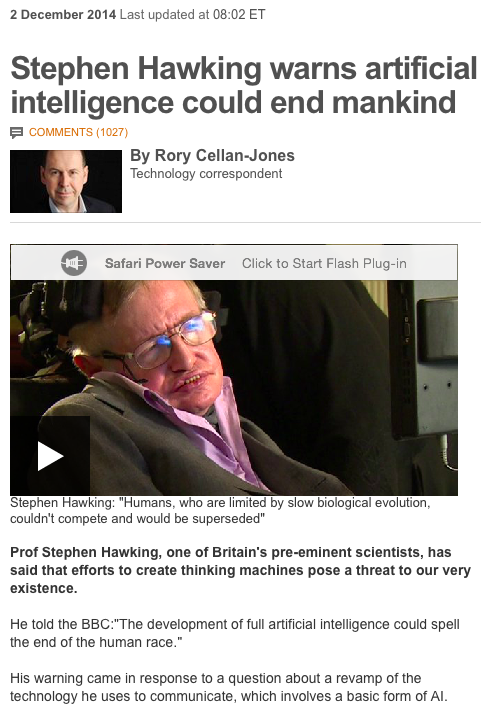 2 December 2014 Last updated at 08:02 ET
Stephen Hawking warns artificial
intelligence could end mankind
COMMENTS (1027)
By Rory Cellan-Jones
Technology correspondent
Safari Power Saver Click to Start Flash Plug-in
Stephen Hawking: "Humans, who are limited by slow biological evolution,
couldn't compete and would be superseded"
Prof Stephen Hawking, one of Britain's pre-eminent scientists, has
said that efforts to create thinking machines pose a threat to our very
existence.
He told the BBC:"The development of full artificial intelligence could spell
the end of the human race."
His warning came in response to a question about a revamp of the
technology he uses to communicate, which involves a basic form of AI.